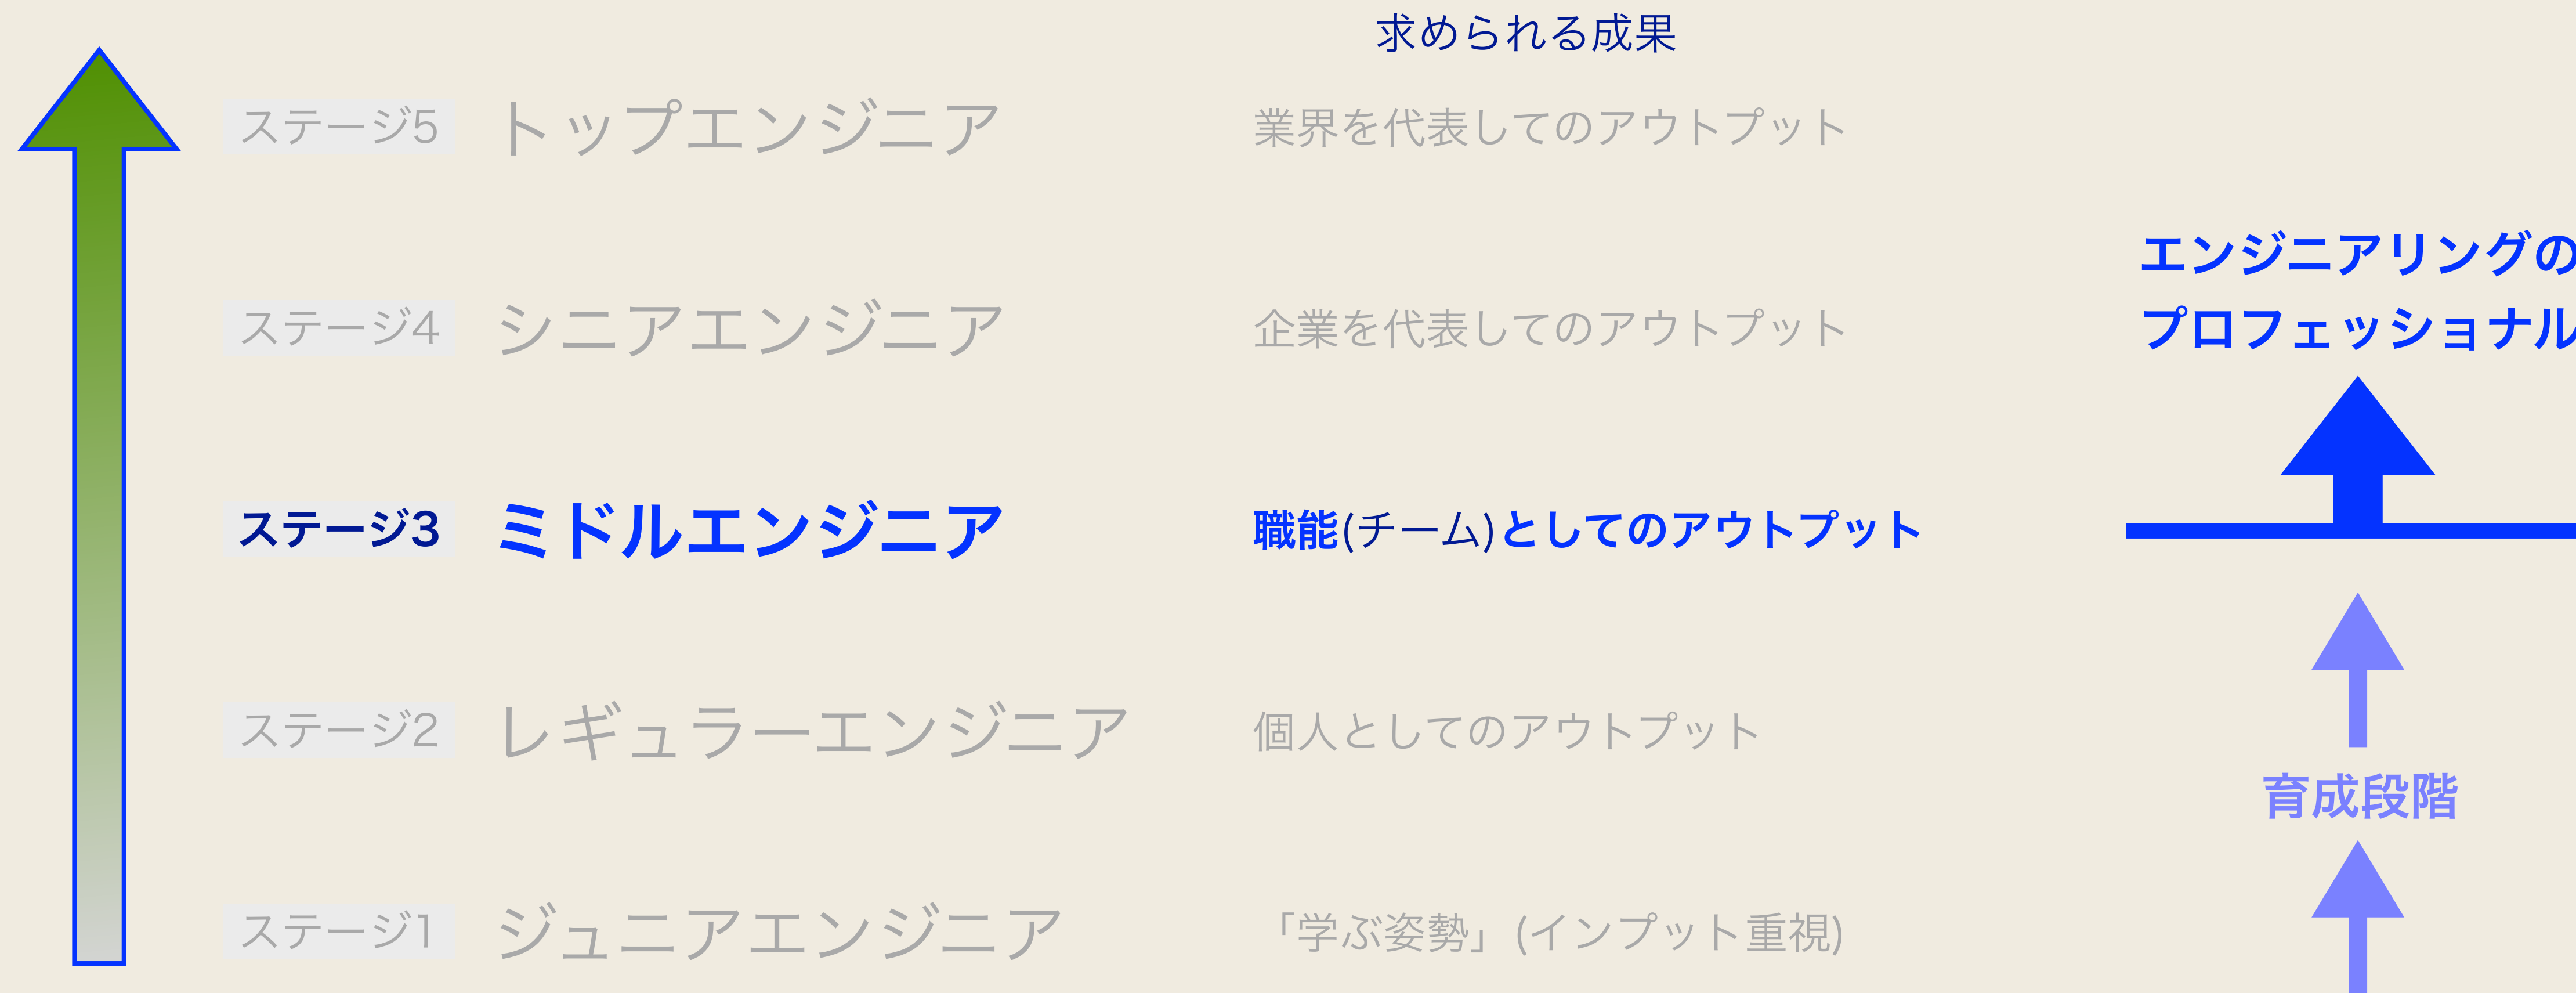 求められる成果
ステージ5 トップエンジニア 業界を代表してのアウトプット
エンジニアリングの
プロフェッショナル
ステージ4 シニアエンジニア 企業を代表してのアウトプット
ステージ3 ミドルエンジニア 職能(チーム)としてのアウトプット
ステージ2 レギュラーエンジニア 個人としてのアウトプット
育成段階
ステージ1 ジュニアエンジニア 「学ぶ姿勢」(インプット重視)